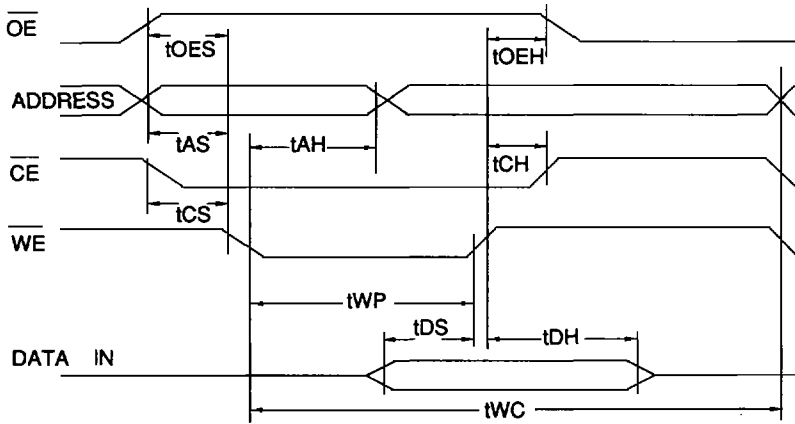 OE
tOES
tOEH
ADDRESS
tAS
tAH
tCH
CE
tCS
WE
tWP
tDS
tDH
DATA IN
tWC